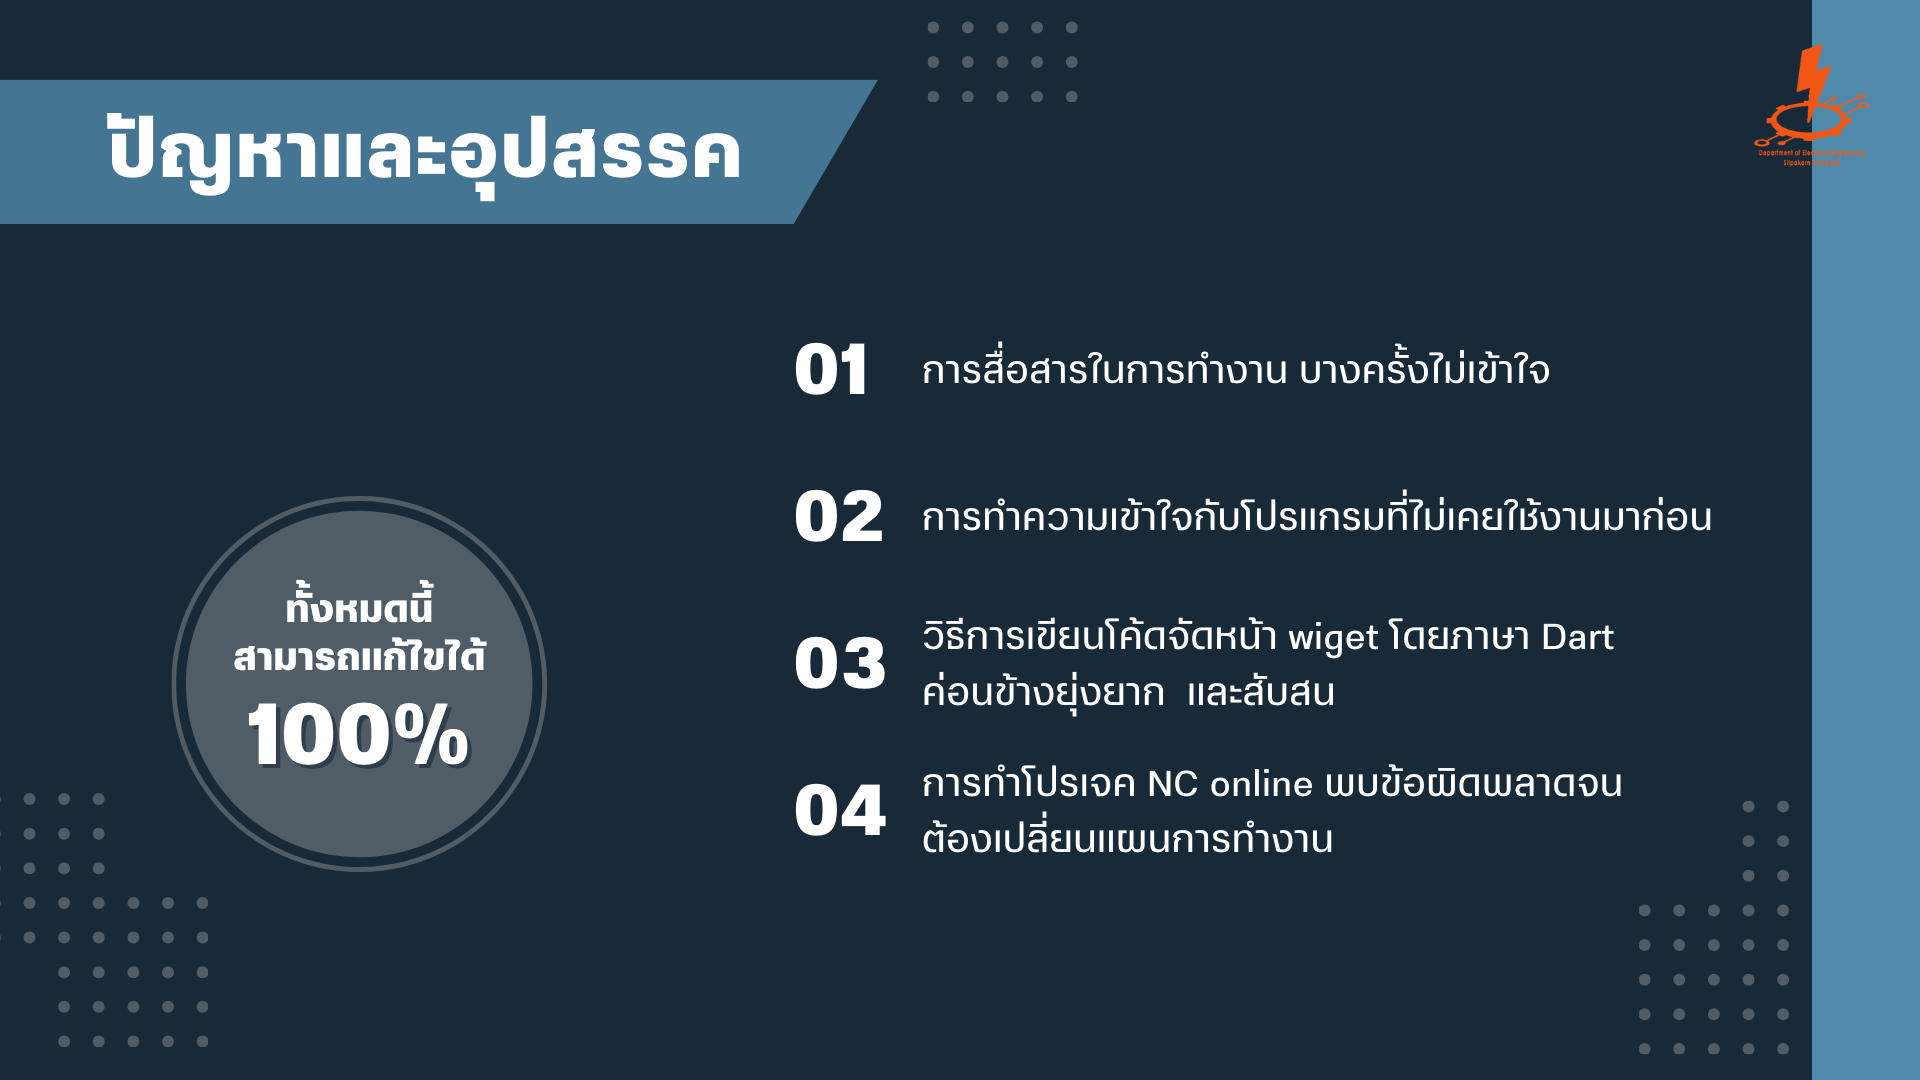 ปัญหาและอุปสรรค
Department of
Silpakorn
01
การสื่อสารในการทำงาน บางครั้งไม่เข้าใจ
02
การทำความเข้าใจกับโปรแกรมที่ไม่เคยใช้งานมาก่อน
03
วิธีการเขียนโค้ดจัดหน้า wiget โดยภาษา Dart
ค่อนข้างยุ่งยาก และสับสน
04
การทำโปรเจค NC online พบข้อผิดพลาดจน
ต้องเปลี่ยนแผนการทำงาน
ทั้งหมดนี้
สามารถแก้ไขได้
100%